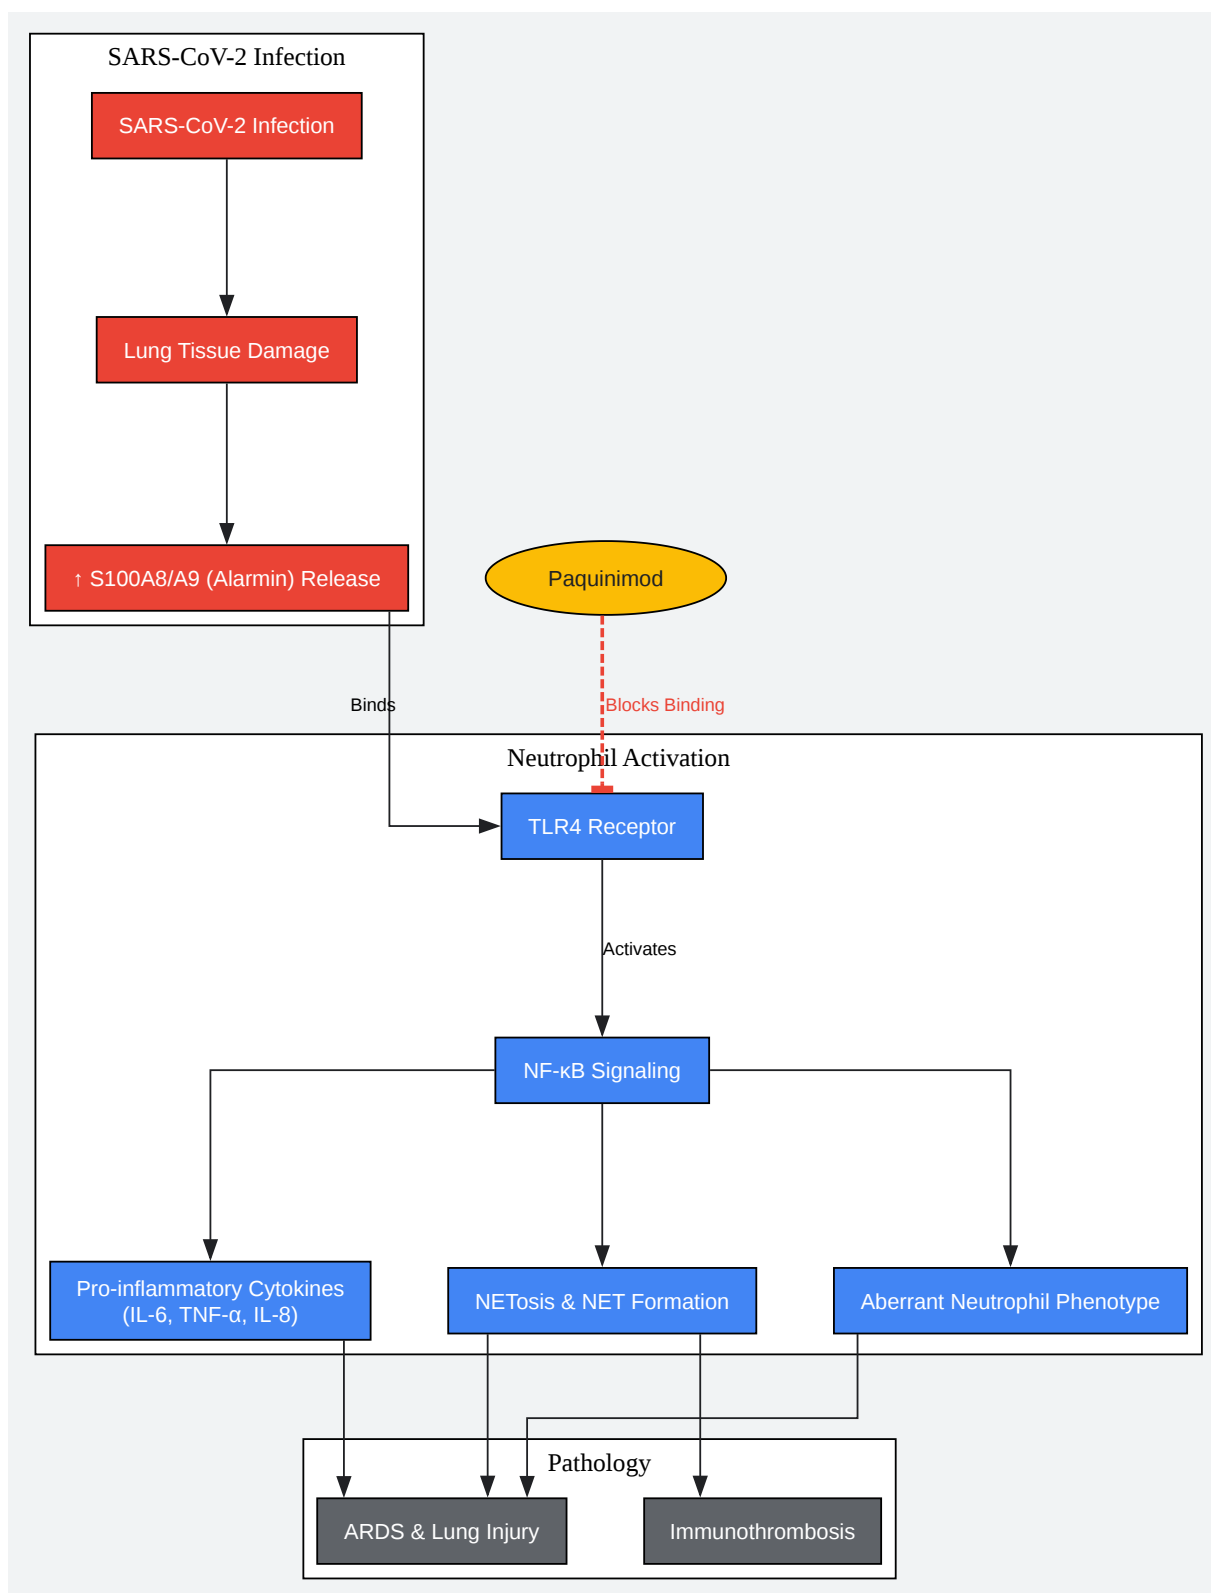 SARS-CoV-2 Infection
SARS-CoV-2 Infection
Lung Tissue Damage
↑ S100A8/A9 (Alarmin) Release
Paquinimod
Binds
Blocks Binding
Neutrophil Activation
TLR4 Receptor
Activates
NF-κB Signaling
Pro-inflammatory Cytokines
(IL-6, TNF-α, IL-8)
NETosis & NET Formation
Aberrant Neutrophil Phenotype
Pathology
ARDS & Lung Injury
Immunothrombosis